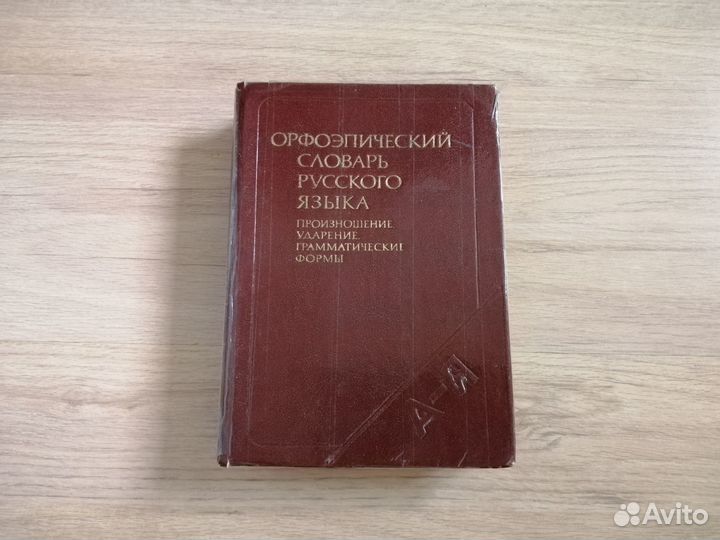 ОРФОЭПИЧЕСКИЙ
СЛОВАРЬ
РУССКОГО
ЯЗЫКА
ПРОИЗНОШЕНИЕ
УДАРЕНИЕ
ГРАММАТИЧЕСКИЕ
ФОРМЫ
А-Я
Avito